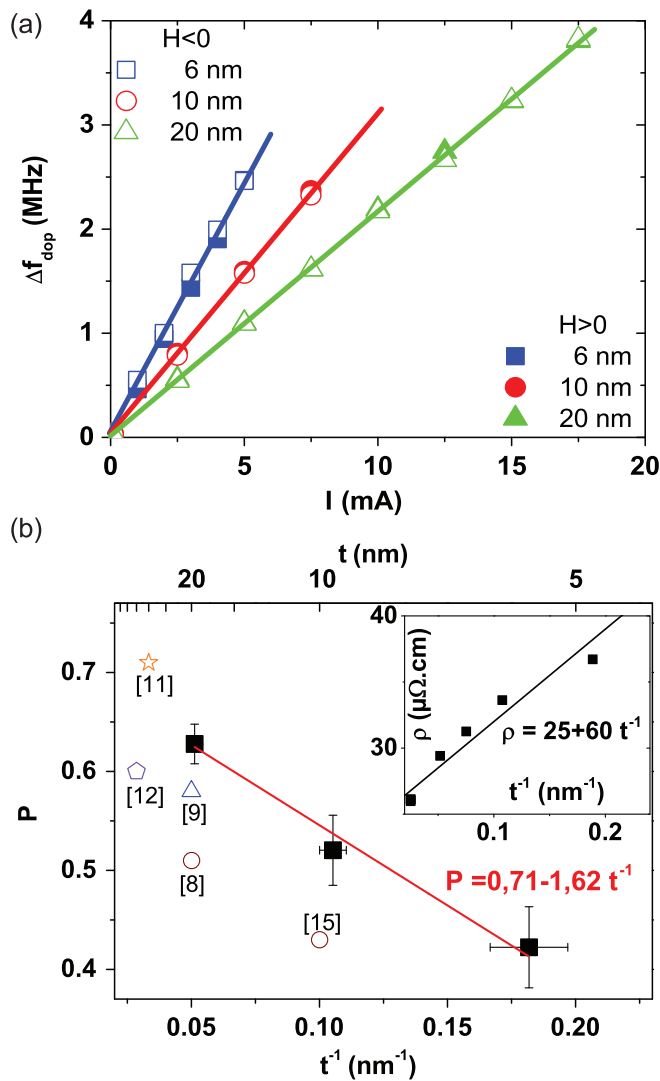 (a)
H<0
6 nm
10 nm
20 nm
4
3
2
1
0
Δf_dop (MHz)
H>0
6 nm
10 nm
20 nm
0 5 10 15 20
I (mA)
(b)
t (nm)
20 10 5
0.7
0.6
0.5
0.4
P
[11]
[12]
[9]
[8]
[15]
40
30
ρ (μΩ.cm)
ρ = 25+60 t⁻¹
t⁻¹ (nm⁻¹)
0.1 0.2
P =0,71-1,62 t⁻¹
0.05 0.10 0.15 0.20
t⁻¹ (nm⁻¹)